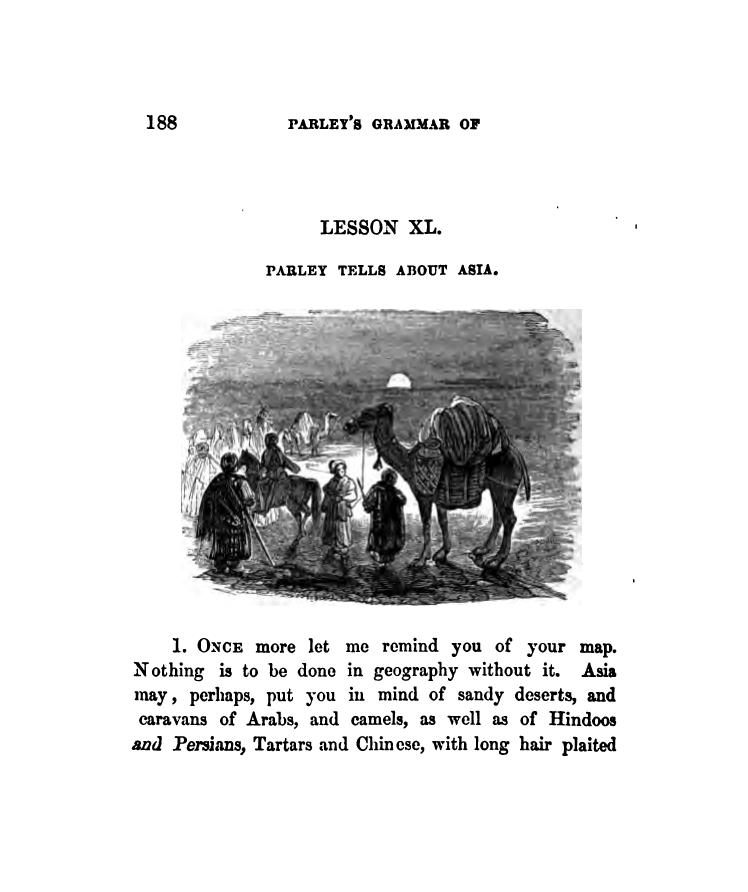 188 PARLEY'S GRAMMAR OF
LESSON XL.
PARLEY TELLS ABOUT ASIA.
1. ONCE more let me remind you of your map.
Nothing is to be done in geography without it. Asia
may, perhaps, put you in mind of sandy deserts, and
caravans of Arabs, and camels, as well as of Hindoos
and Persians, Tartars and Chinese, with long hair plaited